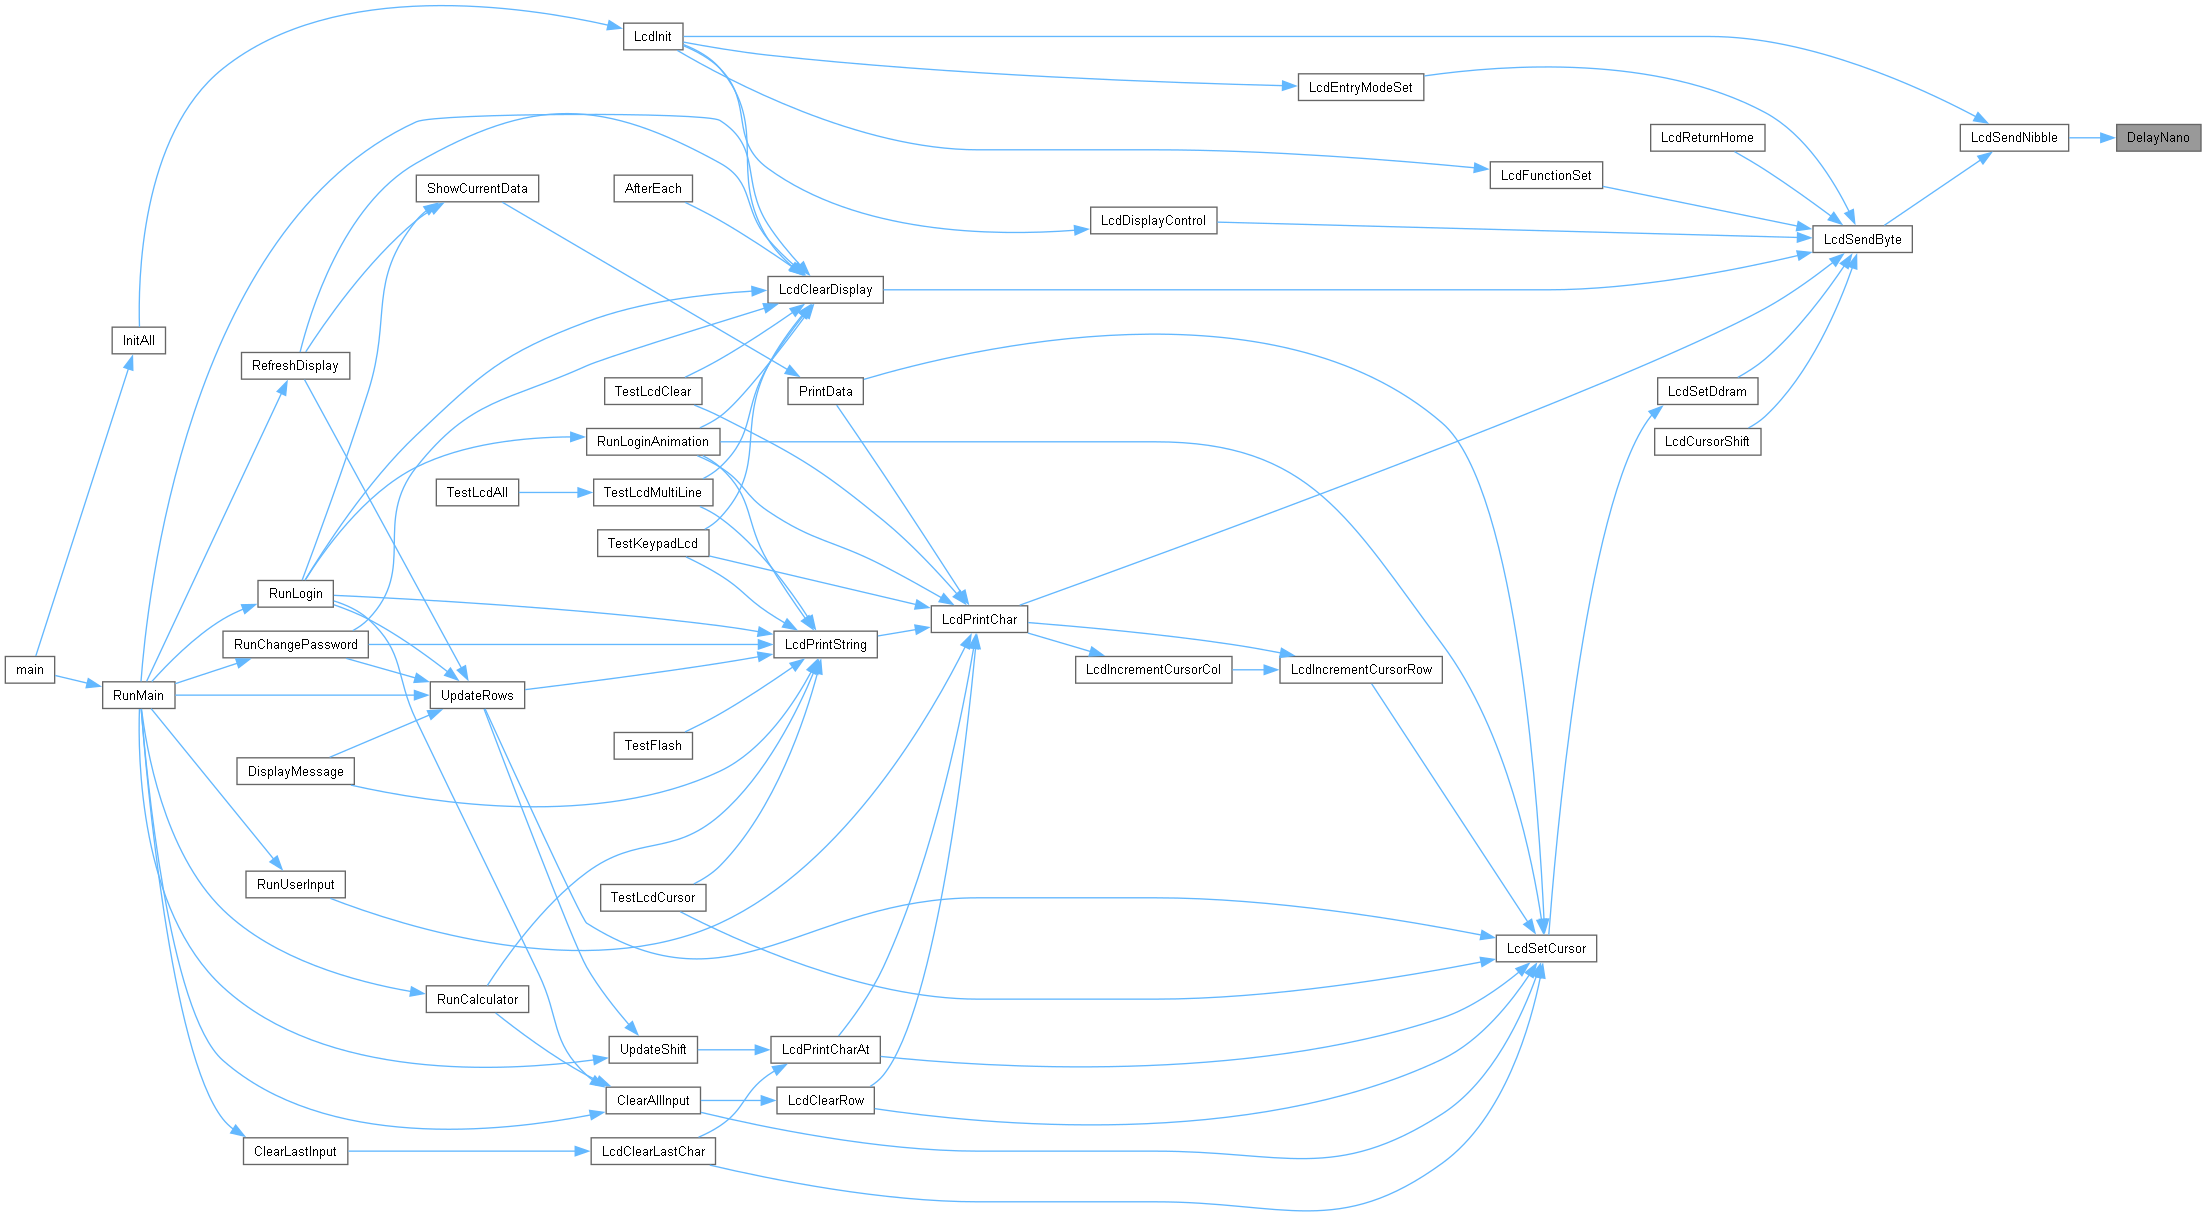 LcdInit
LcdEntryModeSet
LcdReturnHome
LcdSendNibble
DelayNano
LcdFunctionSet
ShowCurrentData
AfterEach
LcdDisplayControl
LcdSendByte
LcdClearDisplay
InitAll
RefreshDisplay
TestLcdClear
PrintData
LcdSetDdram
RunLoginAnimation
LcdCursorShift
TestLcdAll
TestLcdMultiLine
TestKeypadLcd
RunLogin
LcdPrintChar
RunChangePassword
LcdPrintString
main
LcdIncrementCursorCol
LcdIncrementCursorRow
RunMain
UpdateRows
TestFlash
DisplayMessage
RunUserInput
TestLcdCursor
LcdSetCursor
RunCalculator
UpdateShift
LcdPrintCharAt
ClearAllInput
LcdClearRow
ClearLastInput
LcdClearLastChar